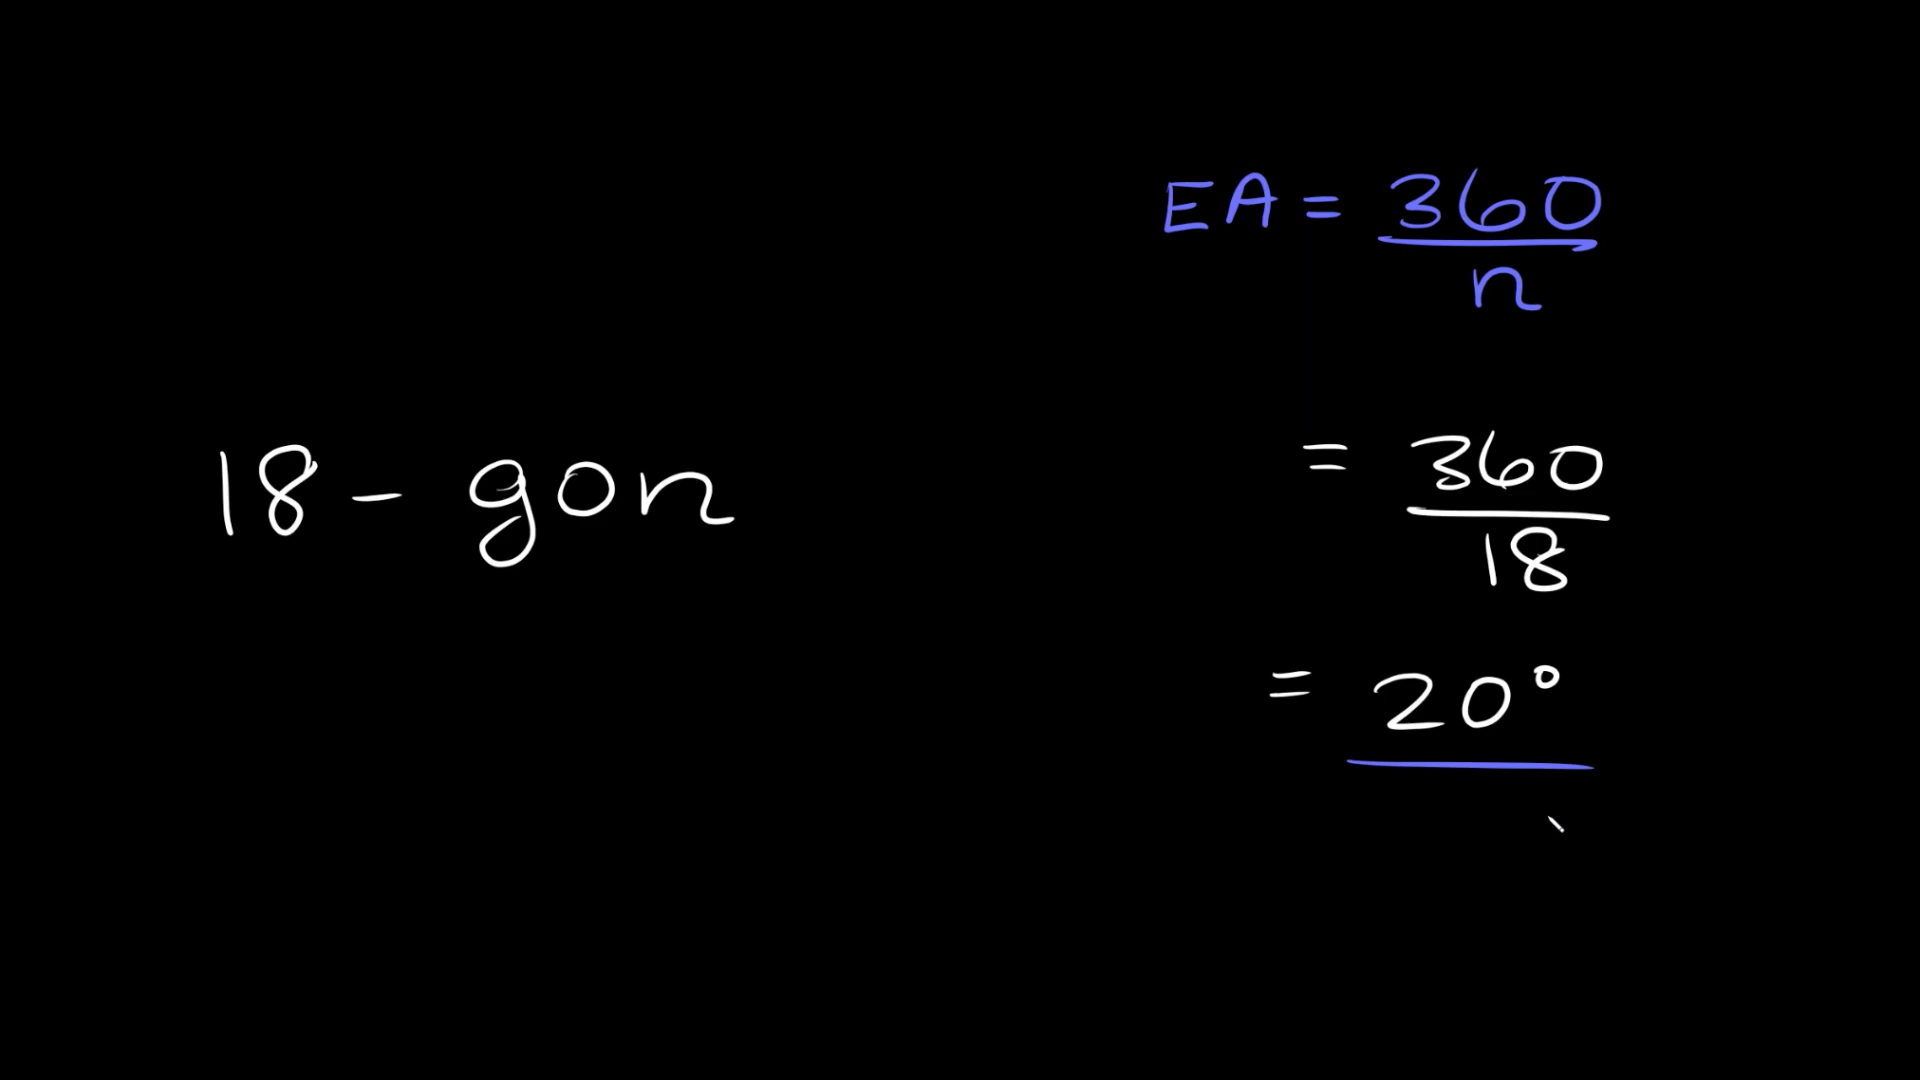 EA = 360/n
18 - gon
= 360/18
= 20°